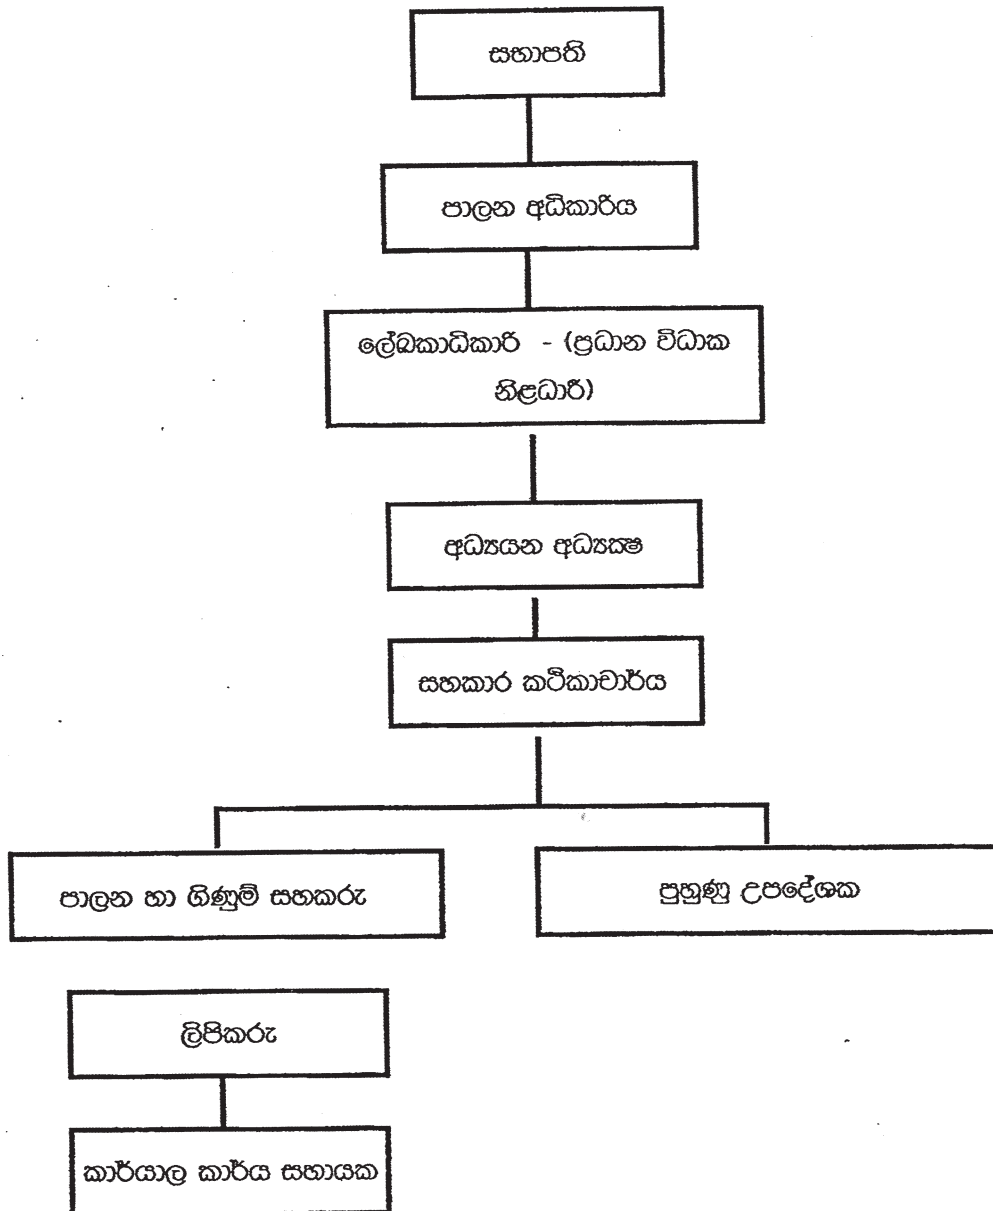 සභාපති
පාලන අධිකාරිය
ලේඛකාධිකාරි - (ප්‍රධාන විධාක
නිළධාරී)
අධ්‍යයන අධ්‍යක්ෂ
සහකාර කථිකාචාර්ය
පාලන හා ගිණුම් සහකරු
පුහුණු උපදේශක
ලිපිකරු
කාර්යාල කාර්ය සහායක